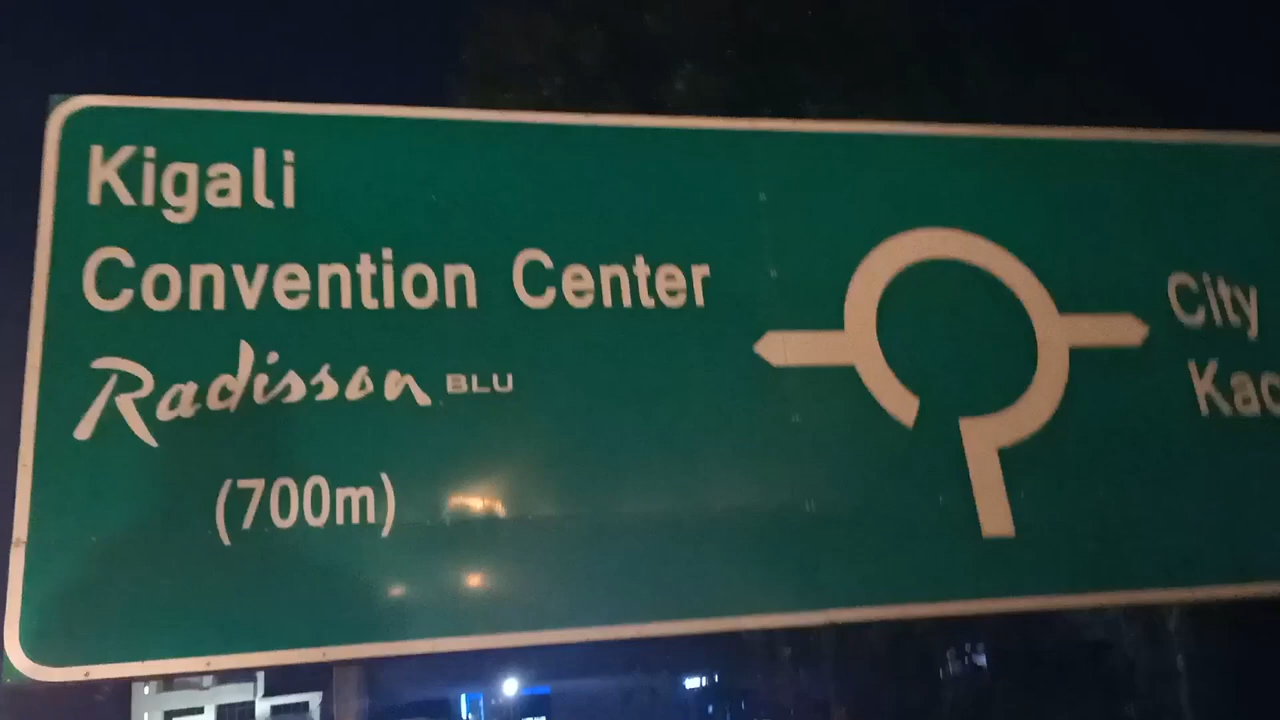 Kigali
Convention Center
Radisson BLU
(700m)
City